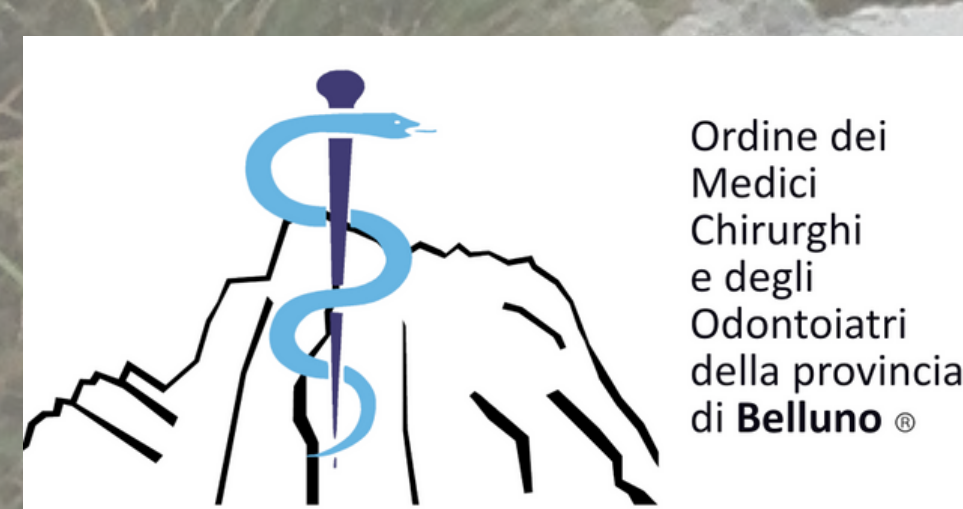 Ordine dei
Medici
Chirurghi
e degli
Odontoiatri
della provincia
di Belluno ®